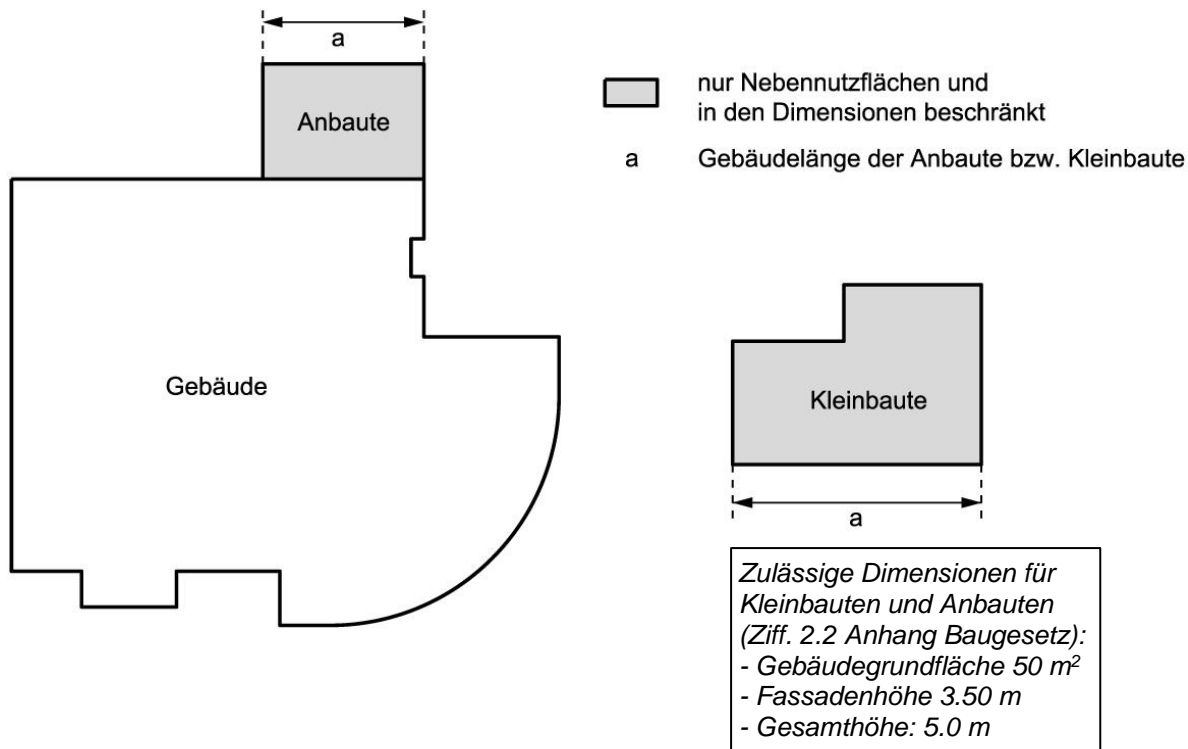 a
Anbaute
nur Nebennutzflächen und
in den Dimensionen beschränkt
a Gebäudelänge der Anbaute bzw. Kleinbaute
Gebäude
Kleinbaute
a
Zulässige Dimensionen für
Kleinbauten und Anbauten
(Ziff. 2.2 Anhang Baugesetz):
- Gebäudegrundfläche 50 m²
- Fassadenhöhe 3.50 m
- Gesamthöhe: 5.0 m